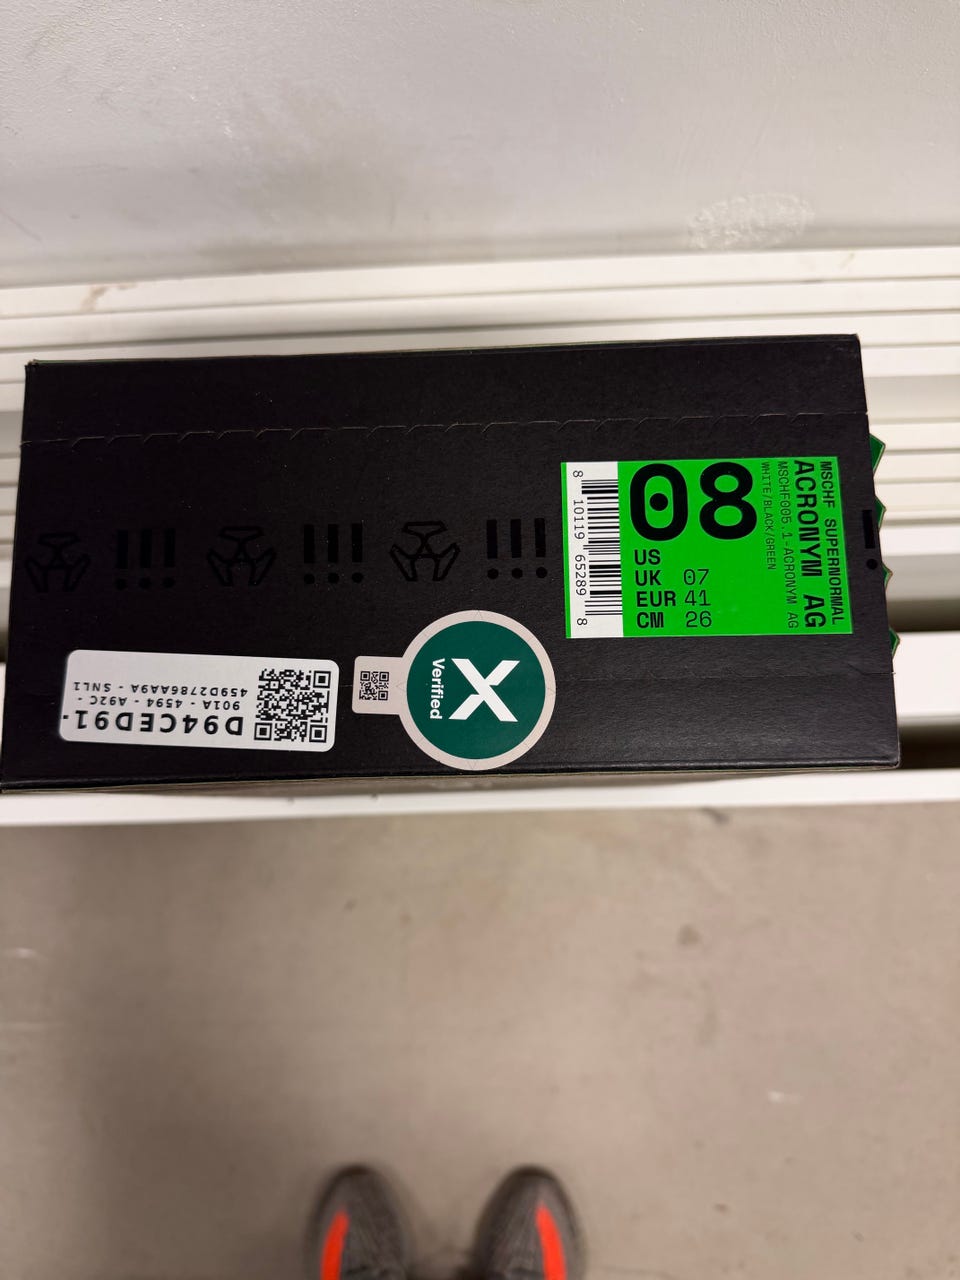 !!!
!!!
!!!
!
MSCHF SUPERNORMAL
ACRONYM AG
MSCHF005.1-ACRONYM AG
WHITE/BLACK/GREEN
08
US
UK 07
EUR 41
CM 26
8 10119 65289 8
X
Verified
D94CED91-
901A - 4594 - A92C -
459D2786AA9A - SNL1